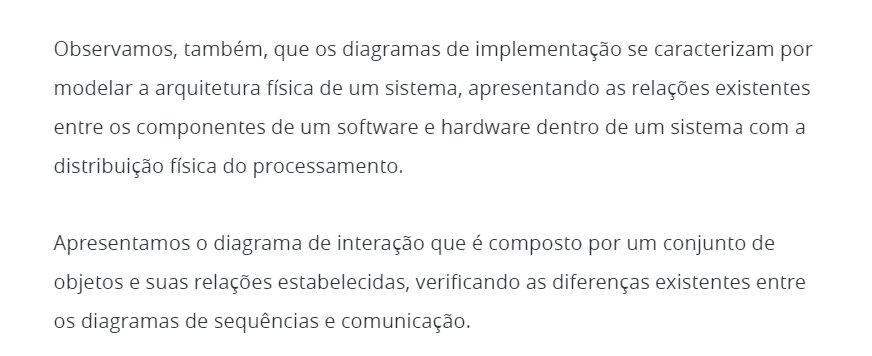 Observamos, também, que os diagramas de implementação se caracterizam por
modelar a arquitetura física de um sistema, apresentando as relações existentes
entre os componentes de um software e hardware dentro de um sistema com a
distribuição física do processamento.
Apresentamos o diagrama de interação que é composto por um conjunto de
objetos e suas relações estabelecidas, verificando as diferenças existentes entre
os diagramas de sequências e comunicação.